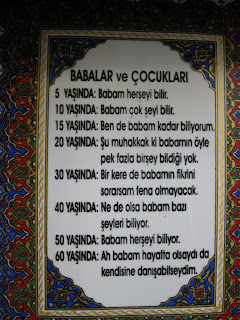 BABALAR ve ÇOCUKLARI
5 YAŞINDA: Babam herşeyi bilir.
10 YAŞINDA: Babam çok şeyi bilir.
15 YAŞINDA: Ben de babam kadar biliyorum.
20 YAŞINDA: Şu muhakkak ki babamın öyle
pek fazla birşey bildiği yok.
30 YAŞINDA: Bir kere de babamın fikrini
sorarsam fena olmayacak.
40 YAŞINDA: Ne de olsa babam bazı
şeyleri biliyor.
50 YAŞINDA: Babam herşeyi biliyor.
60 YAŞINDA: Ah babam hayatta olsaydı da
kendisine danışabilseydim.